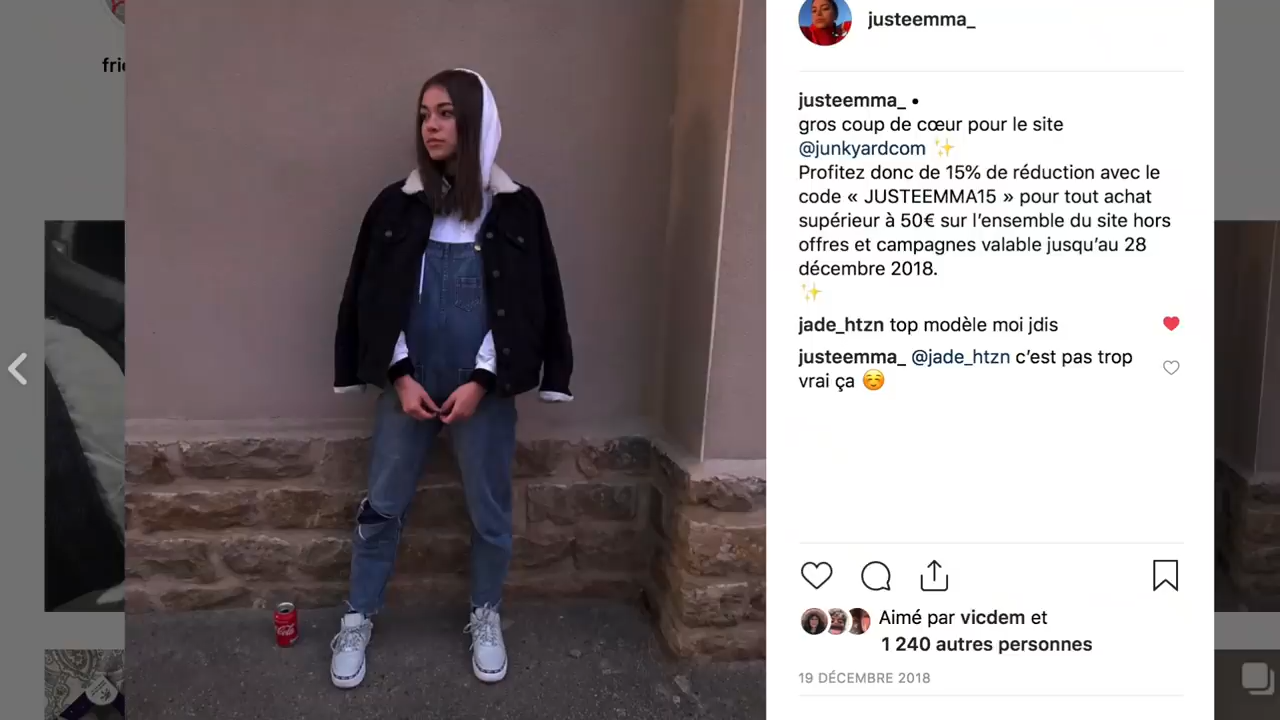 frie
justeemma_
justeemma_ •
gros coup de cœur pour le site
@junkyardcom ✨
Profitez donc de 15% de réduction avec le
code « JUSTEEMMA15 » pour tout achat
supérieur à 50€ sur l’ensemble du site hors
offres et campagnes valable jusqu’au 28
décembre 2018.
✨
jade_htzn top modèle moi jdis
justeemma_ @jade_htzn c’est pas trop
vrai ça ☺️
Aimé par vicdem et
1 240 autres personnes
19 DÉCEMBRE 2018
Coca-Cola